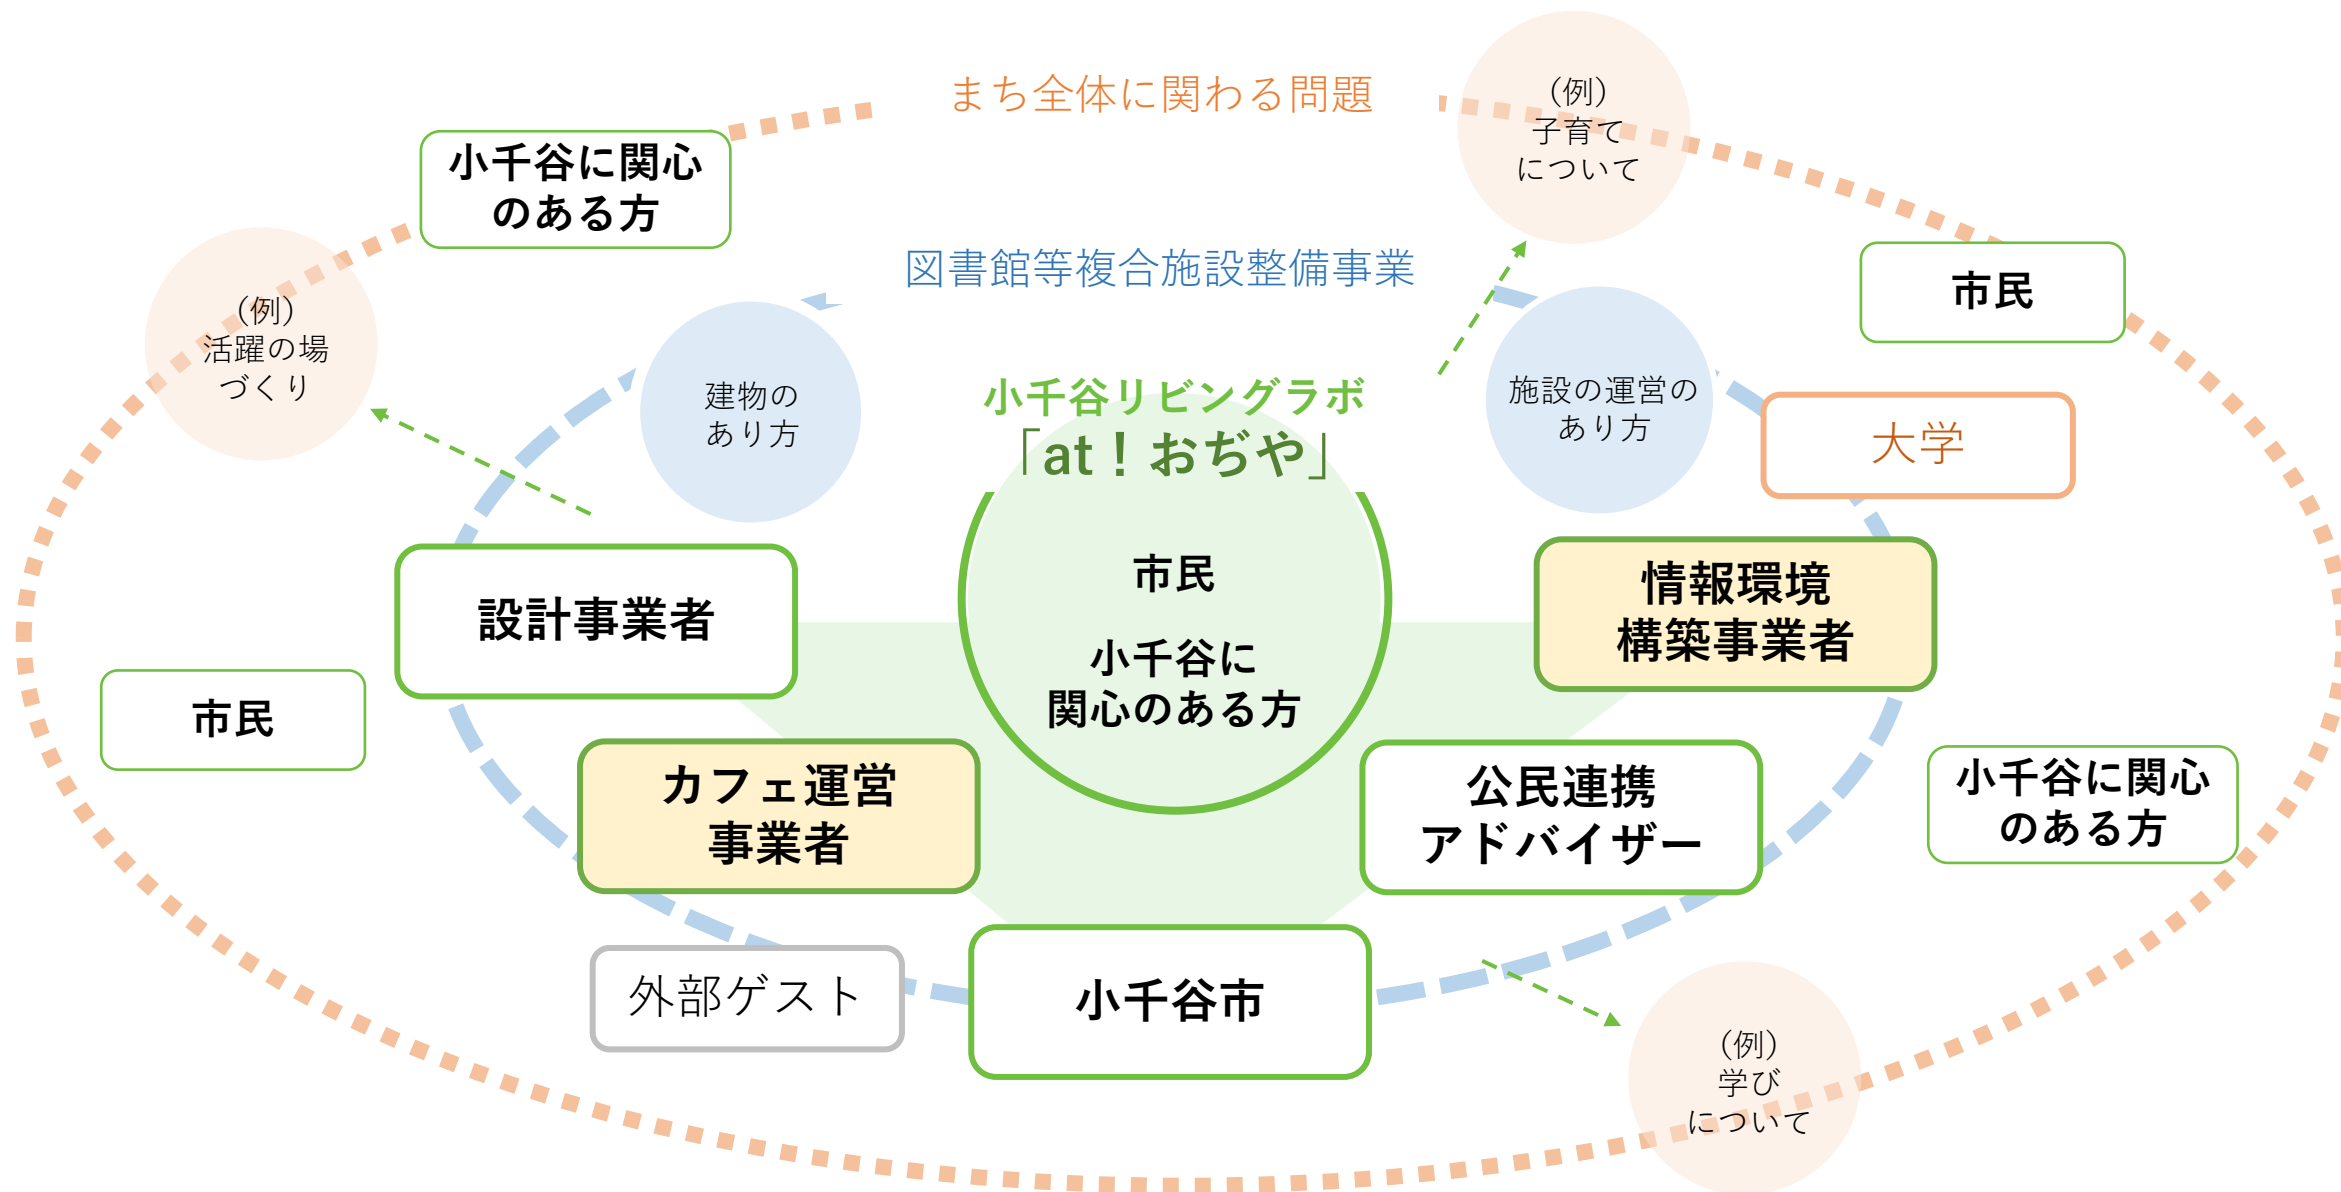 まち全体に関わる問題
(例)
子育て
について
小千谷に関心
のある方
図書館等複合施設整備事業
市民
(例)
活躍の場
づくり
建物の
あり方
小千谷リビングラボ
「at！おぢや」
施設の運営の
あり方
大学
市民
小千谷に
関心のある方
設計事業者
情報環境
構築事業者
市民
カフェ運営
事業者
公民連携
アドバイザー
小千谷に関心
のある方
外部ゲスト
小千谷市
(例)
学び
について